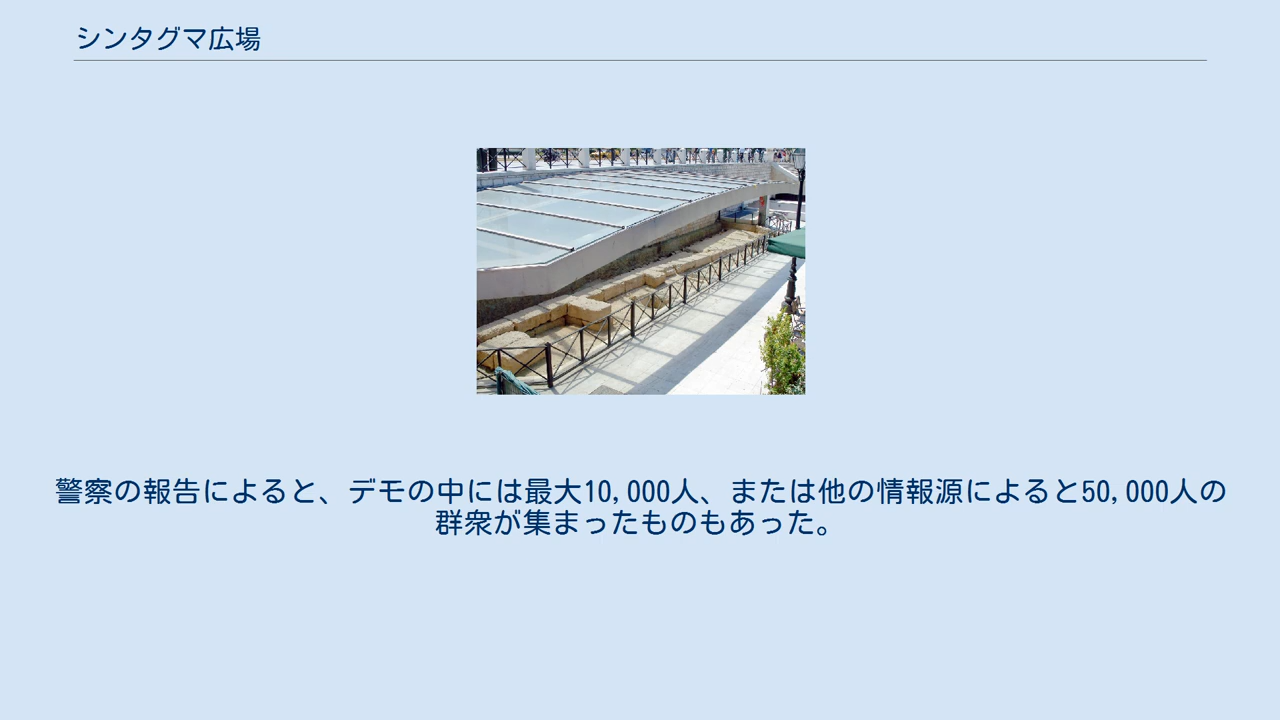 シンタグマ広場
警察の報告によると、デモの中には最大10,000人、または他の情報源によると50,000人の
群衆が集まったものもあった。